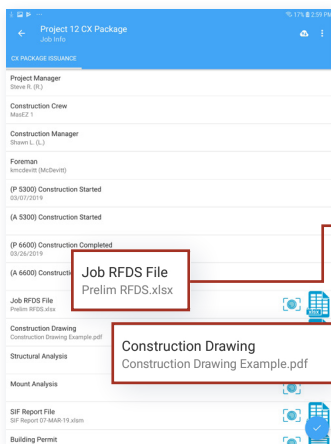 17% 2:59 PM
Project 12 CX Package
Job Info
CX PACKAGE ISSUANCE
Project Manager
Steve R. (R.)
Construction Crew
MasEZ 1
Construction Manager
Shawn L. (L.)
Foreman
kmcdevitt (McDevitt)
(P 5300) Construction Started
03/07/2019
(A 5300) Construction Started
(P 6600) Construction Completed
03/26/2019
(A 6600) Constructi
Job RFDS File
Prelim RFDS.xlsx
Job RFDS File
Prelim RFDS.xlsx
Construction Drawing
Construction Drawing Example.pdf
Construction Drawing
Construction Drawing Example.pdf
Structural Analysis
Mount Analysis
SIF Report File
SIF Report 07-MAR-19.xlsm
Building Permit